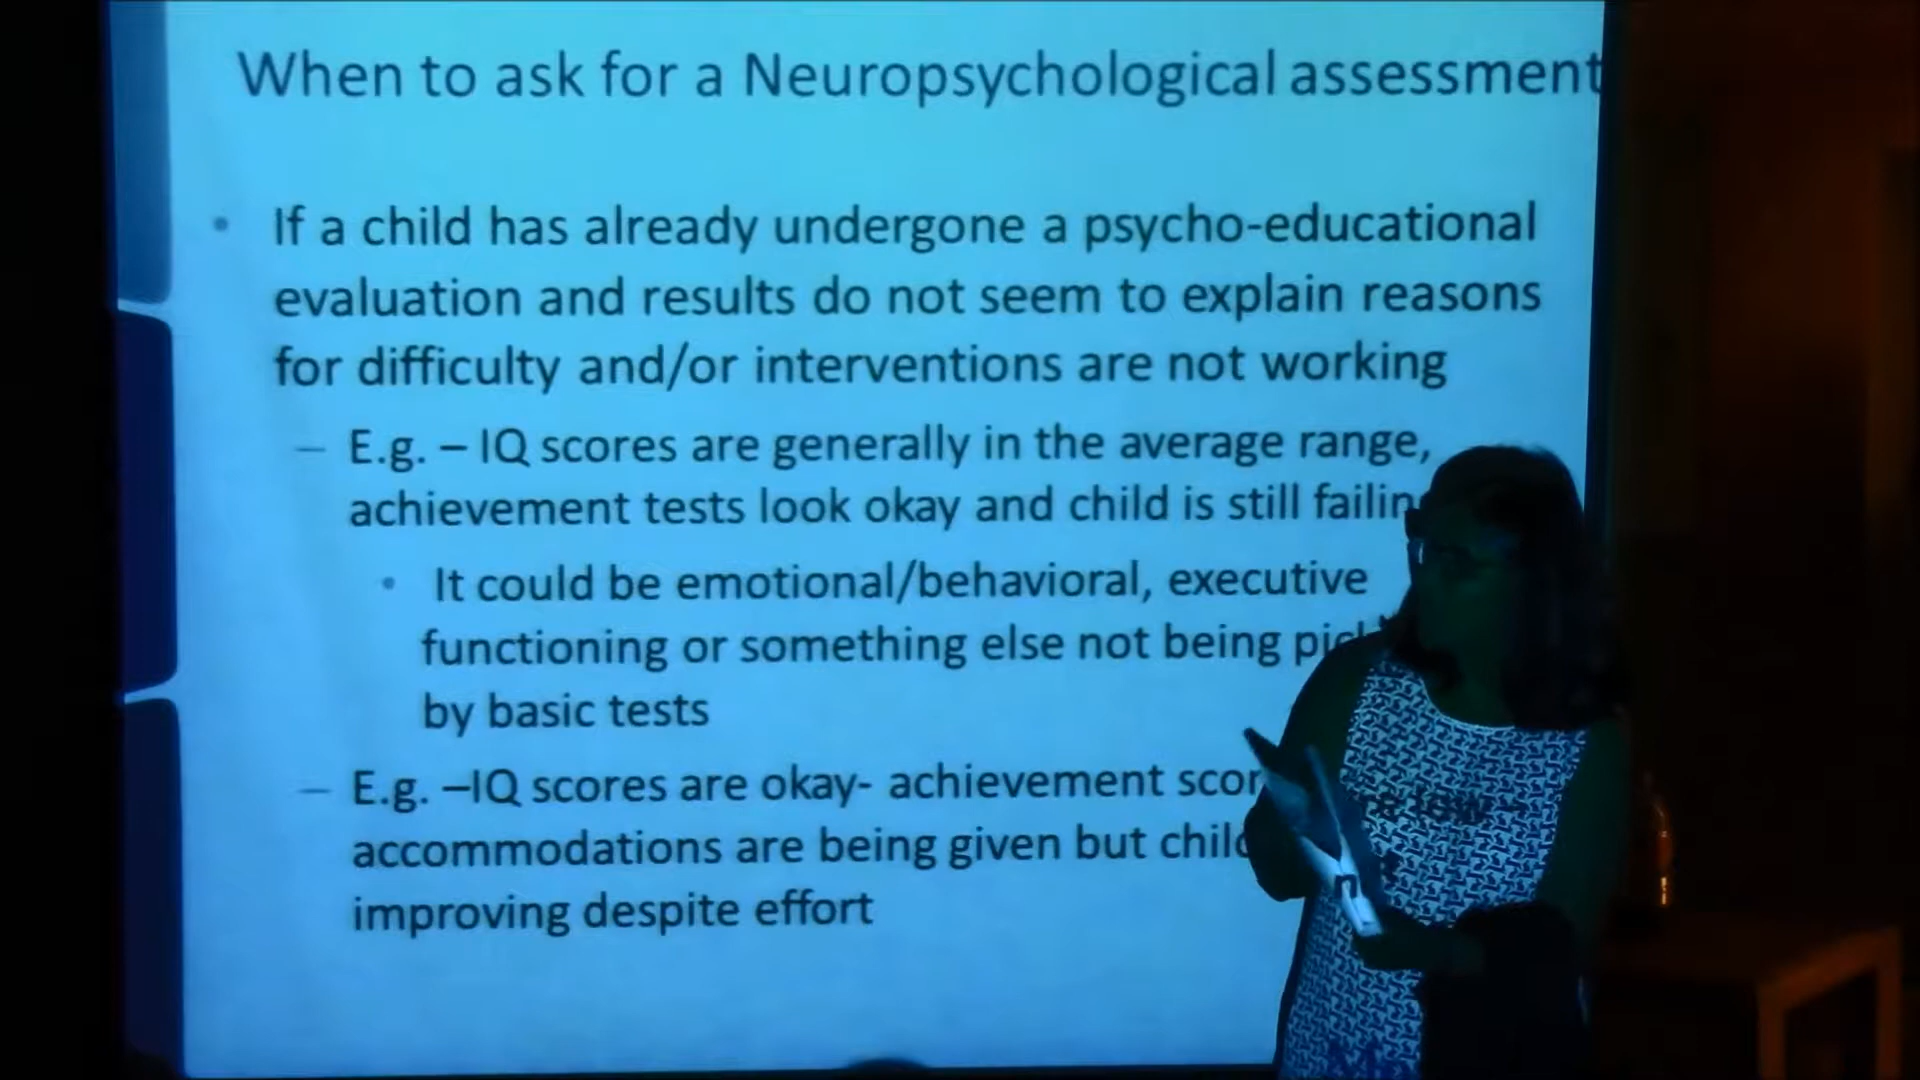 When to ask for a Neuropsychological assessment
• If a child has already undergone a psycho-educational
evaluation and results do not seem to explain reasons
for difficulty and/or interventions are not working
– E.g. – IQ scores are generally in the average range,
achievement tests look okay and child is still
• It could be emotional/behavioral, executive
functioning or something else not being
by basic tests
– E.g. –IQ scores are okay- achievement
accommodations are being given but
improving despite effort